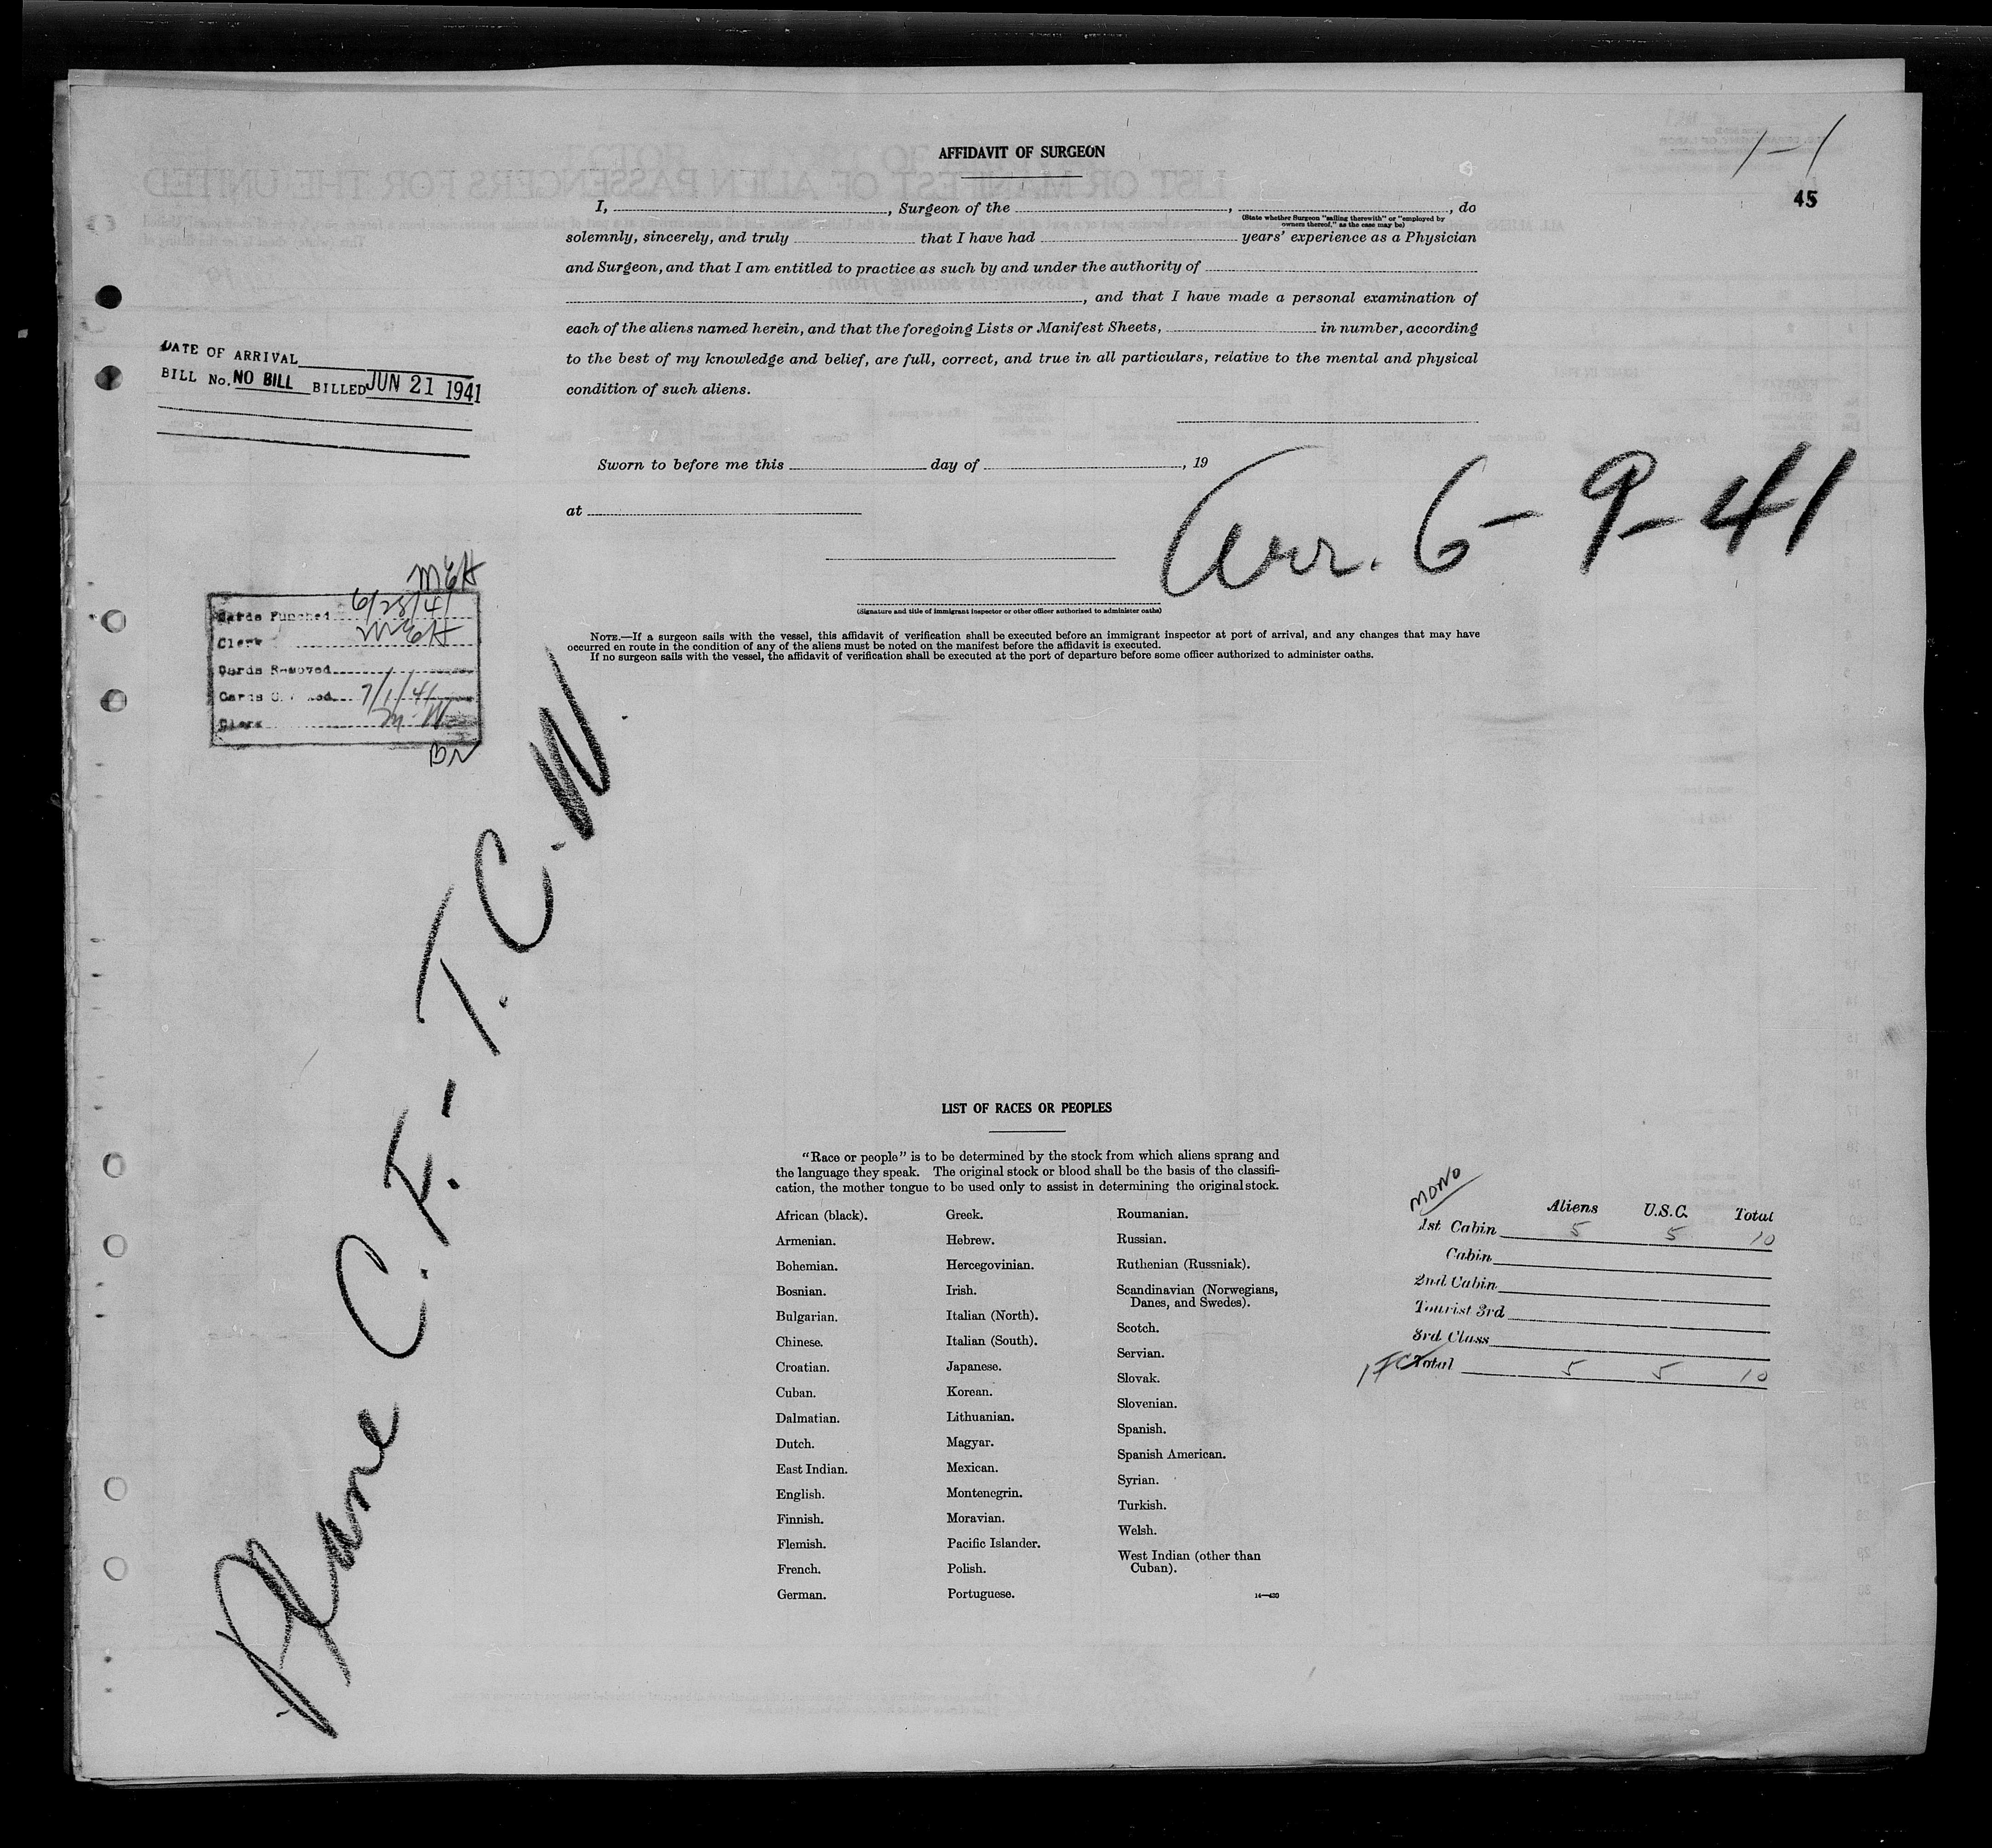 1-1
45
AFFIDAVIT OF SURGEON
I, , Surgeon of the , , do
(State whether Surgeon "sailing therewith" or "employed by
owners thereof," as the case may be)
solemnly, sincerely, and truly that I have had years' experience as a Physician
and Surgeon, and that I am entitled to practice as such by and under the authority of
, and that I have made a personal examination of
each of the aliens named herein, and that the foregoing Lists or Manifest Sheets, in number, according
to the best of my knowledge and belief, are full, correct, and true in all particulars, relative to the mental and physical
condition of such aliens.
DATE OF ARRIVAL
BILL No. NO BILL BILLED JUN 21 1941
Sworn to before me this day of , 19
at
Arr. 6-9-41
(Signature and title of immigrant inspector or other officer authorized to administer oaths)
NOTE.—If a surgeon sails with the vessel, this affidavit of verification shall be executed before an immigrant inspector at port of arrival, and any changes that may have
occurred en route in the condition of any of the aliens must be noted on the manifest before the affidavit is executed.
If no surgeon sails with the vessel, the affidavit of verification shall be executed at the port of departure before some officer authorized to administer oaths.
Cards Punched 6/28/41
Clerk
Cards Removed
Cards 7/1/41
Clerk M. W.
BN
Plane C. F.-T.C.W.
LIST OF RACES OR PEOPLES
"Race or people" is to be determined by the stock from which aliens sprang and
the language they speak. The original stock or blood shall be the basis of the classifi-
cation, the mother tongue to be used only to assist in determining the original stock.
African (black).
Armenian.
Bohemian.
Bosnian.
Bulgarian.
Chinese.
Croatian.
Cuban.
Dalmatian.
Dutch.
East Indian.
English.
Finnish.
Flemish.
French.
German.
Greek.
Hebrew.
Hercegovinian.
Irish.
Italian (North).
Italian (South).
Japanese.
Korean.
Lithuanian.
Magyar.
Mexican.
Montenegrin.
Moravian.
Pacific Islander.
Polish.
Portuguese.
Roumanian.
Russian.
Ruthenian (Russniak).
Scandinavian (Norwegians,
Danes, and Swedes).
Scotch.
Servian.
Slovak.
Slovenian.
Spanish.
Spanish American.
Syrian.
Turkish.
Welsh.
West Indian (other than
Cuban).
14—430
MONO
Aliens U.S.C. Total
1st Cabin 5 5 10
Cabin
2nd Cabin
Tourist 3rd
3rd Class
Total 5 5 10